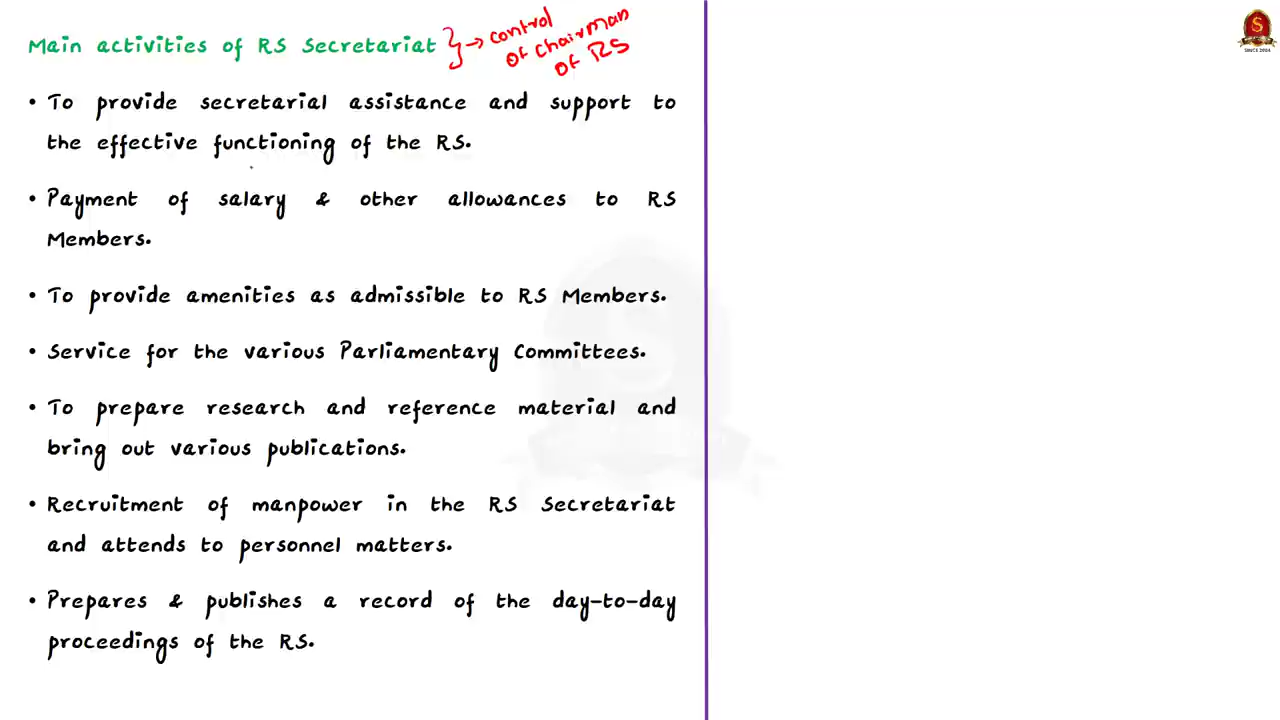 Main activities of RS Secretariat } → control
of Chairman
of RS
• To provide secretarial assistance and support to
the effective functioning of the RS.
• Payment of salary & other allowances to RS
Members.
• To provide amenities as admissible to RS Members.
• Service for the various Parliamentary Committees.
• To prepare research and reference material and
bring out various publications.
• Recruitment of manpower in the RS Secretariat
and attends to personnel matters.
• Prepares & publishes a record of the day-to-day
proceedings of the RS.
S
SINCE 2004